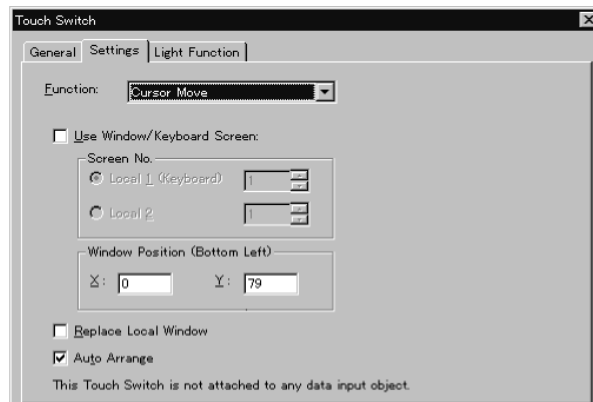 Touch Switch
General Settings Light Function
Function: Cursor Move
Use Window/Keyboard Screen:
Screen No.
Local 1 (Keyboard) 1
Local 2 1
Window Position (Bottom Left)
X: 0 Y: 79
Replace Local Window
Auto Arrange
This Touch Switch is not attached to any data input object.